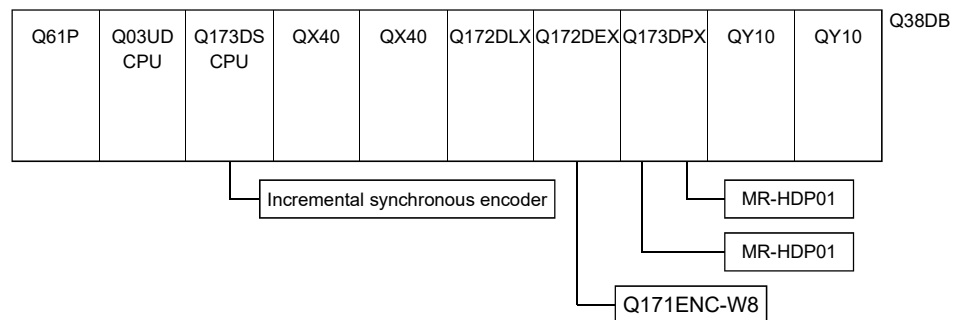 Q61P
Q03UD
CPU
Q173DS
CPU
QX40
QX40
Q172DLX
Q172DEX
Q173DPX
QY10
QY10
Q38DB
Incremental synchronous encoder
MR-HDP01
MR-HDP01
Q171ENC-W8